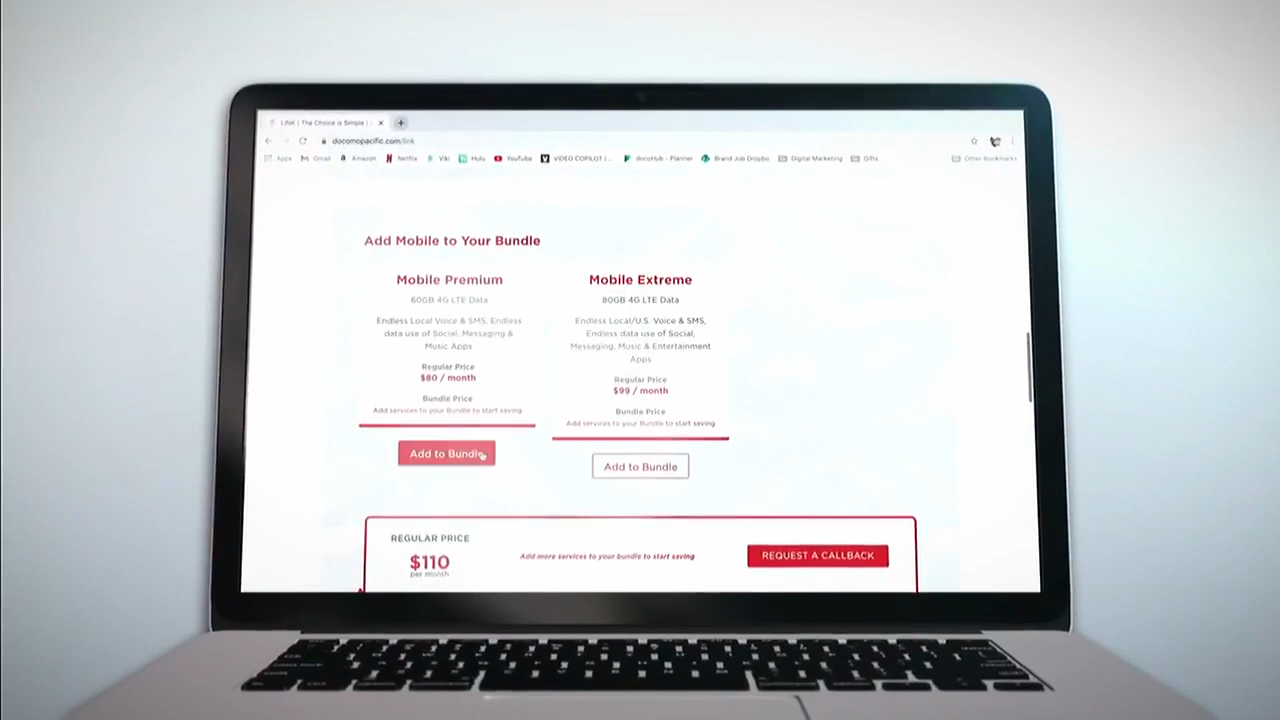 LINK | The Choice is Simple |
docomopacific.com/link
Apps Gmail Amazon Netflix Viki Hulu YouTube VIDEO COPILOT |... docoHub - Planner Brand Job Dropbo Digital Marketing Gifts Other Bookmarks
Add Mobile to Your Bundle
Mobile Premium
60GB 4G LTE Data
Endless Local Voice & SMS, Endless
data use of Social, Messaging &
Music Apps
Regular Price
$80 / month
Bundle Price
Add services to your Bundle to start saving
Add to Bundle
Mobile Extreme
80GB 4G LTE Data
Endless Local/U.S. Voice & SMS,
Endless data use of Social,
Messaging, Music & Entertainment
Apps
Regular Price
$99 / month
Bundle Price
Add services to your Bundle to start saving
Add to Bundle
REGULAR PRICE
$110
per month
Add more services to your bundle to start saving
REQUEST A CALLBACK